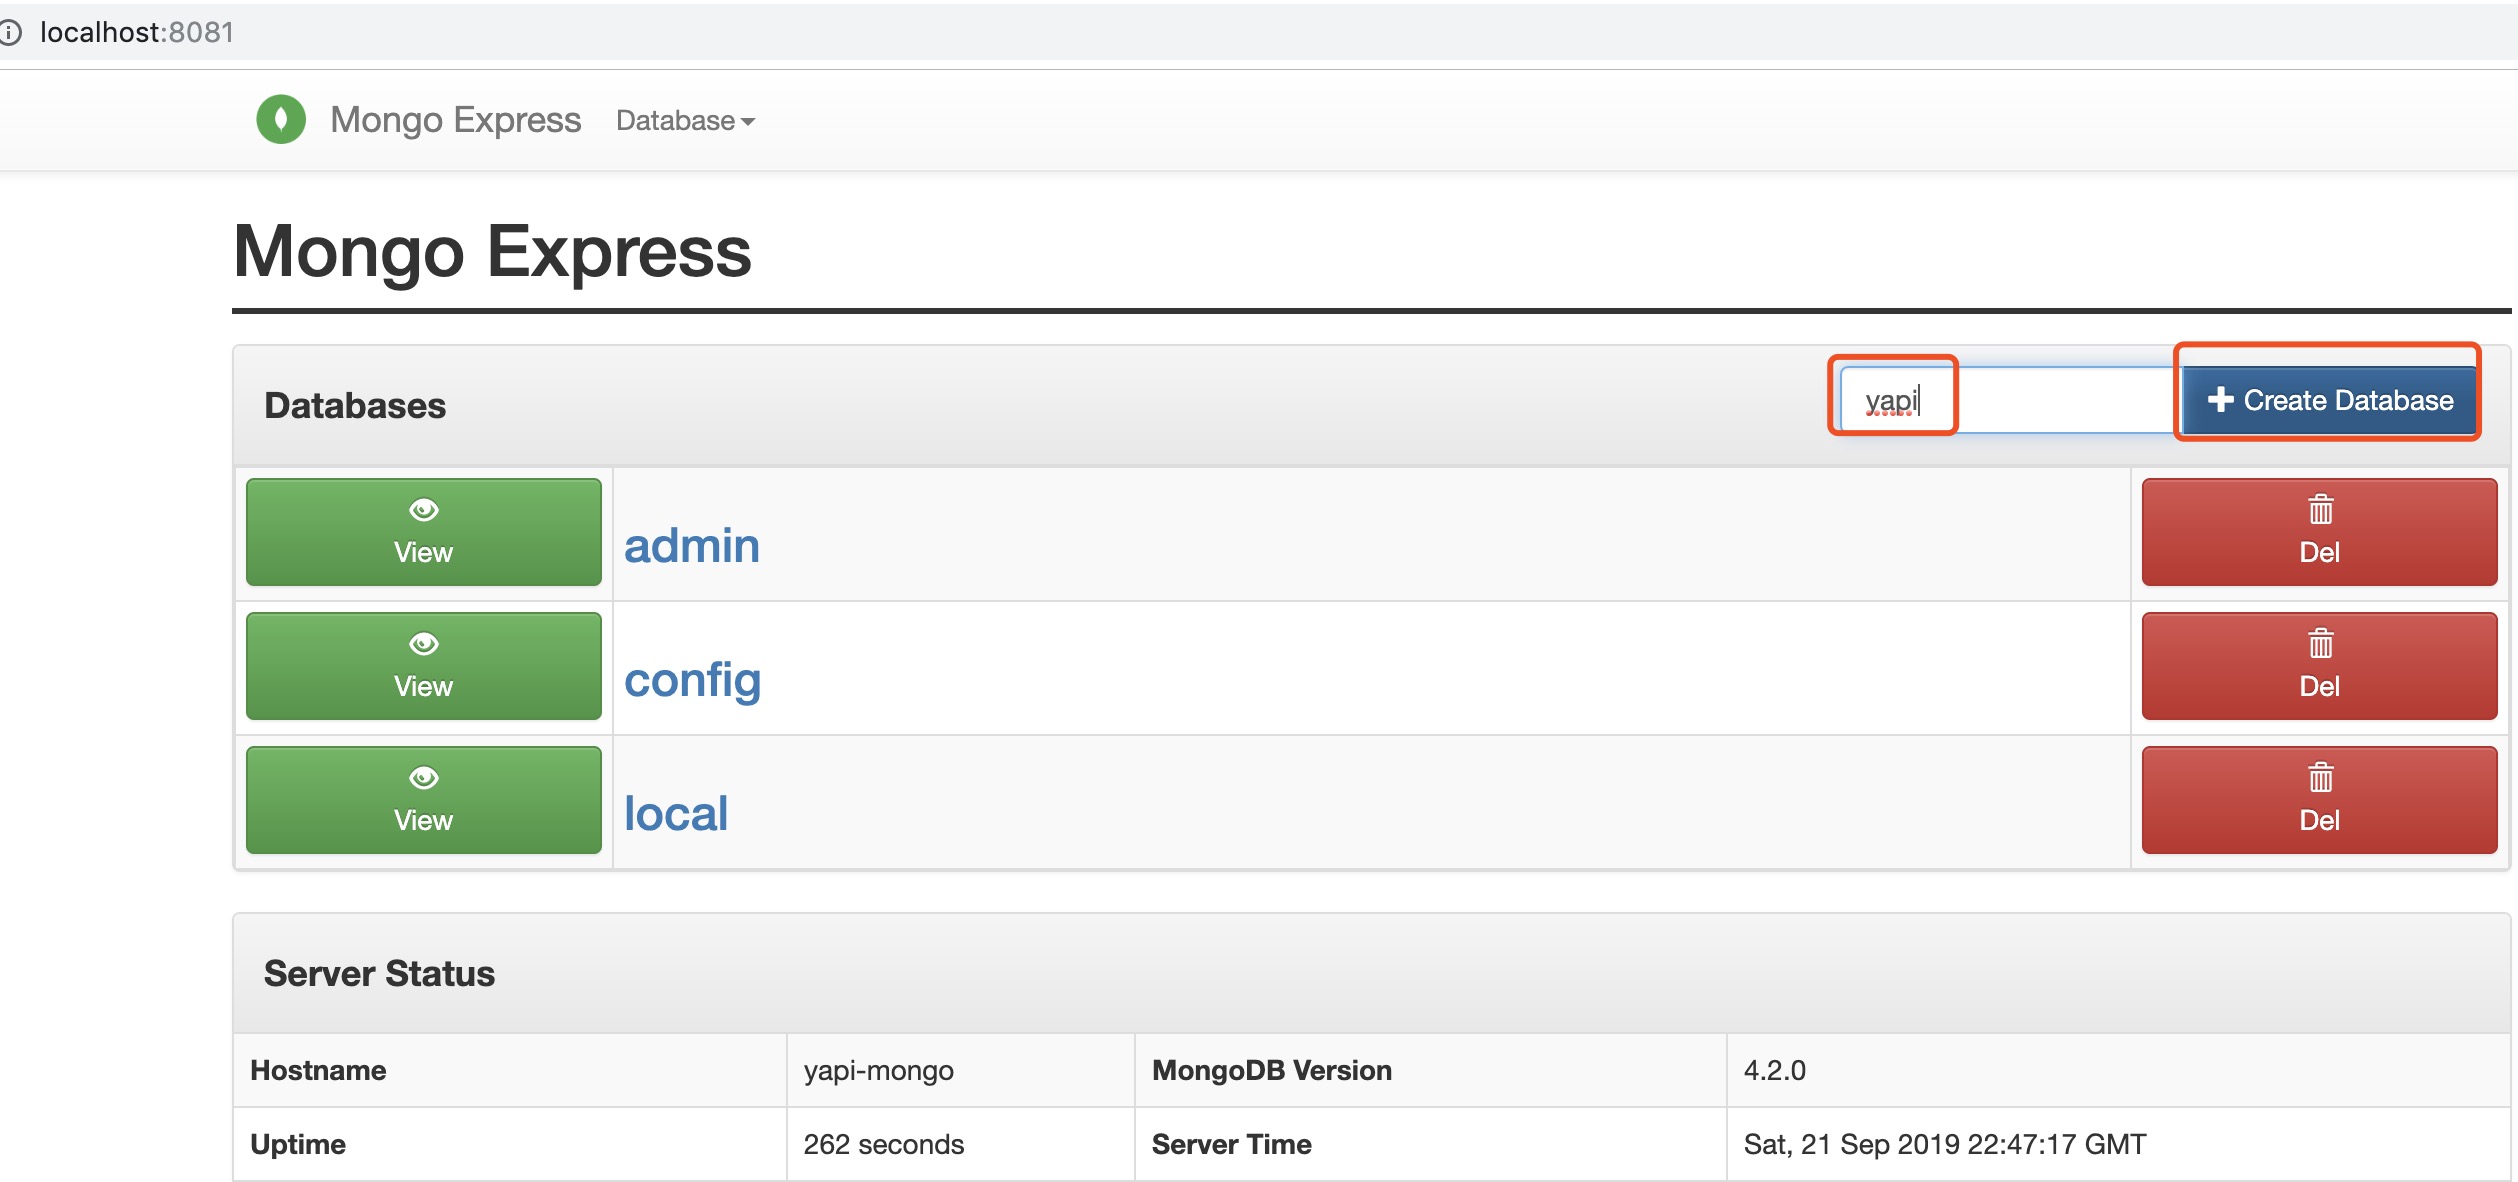 localhost:8081
Mongo Express Database
Mongo Express
Databases yapi Create Database
View admin Del
View config Del
View local Del
Server Status
Hostname yapi-mongo MongoDB Version 4.2.0
Uptime 262 seconds Server Time Sat, 21 Sep 2019 22:47:17 GMT